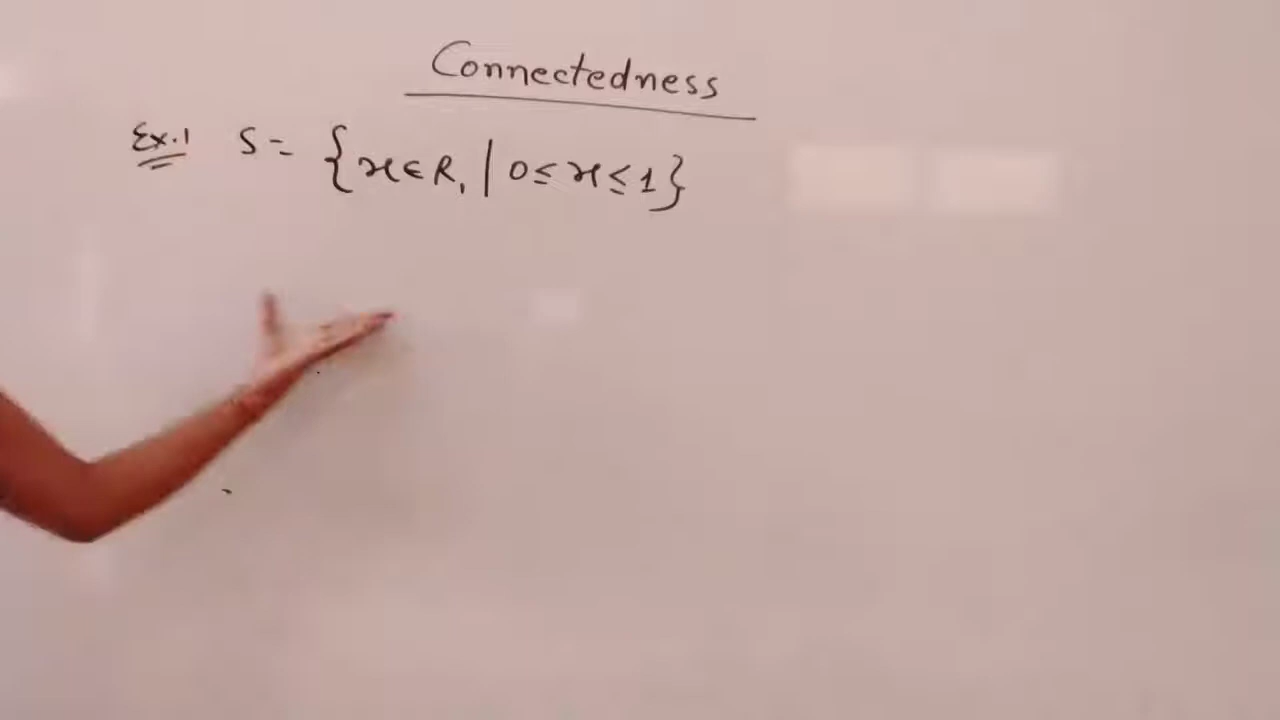 Connectedness
Ex.1 S = {x ∈ R, | 0 ≤ x ≤ 1}